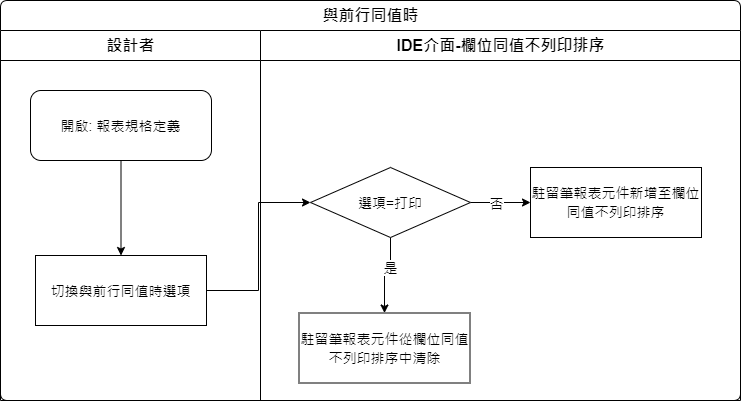 與前行同值時
設計者
IDE介面-欄位同值不列印排序
開啟: 報表規格定義
切換與前行同值時選項
選項=打印
否
駐留筆報表元件新增至欄位
同值不列印排序
是
駐留筆報表元件從欄位同值
不列印排序中清除